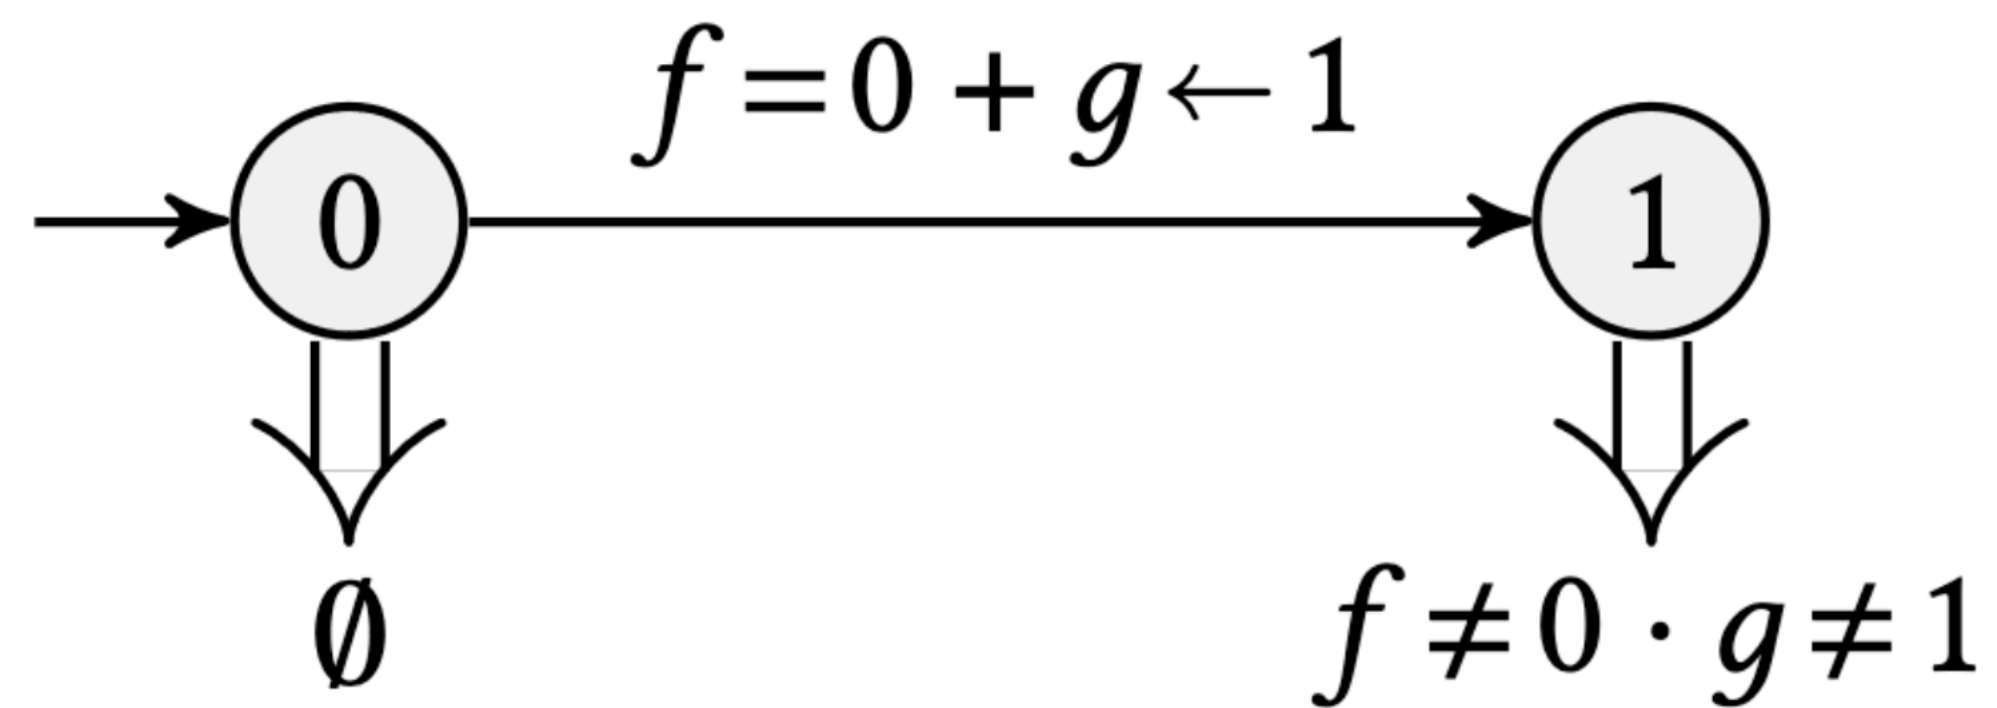 f = 0 + g ← 1
0
1
∅
f ≠ 0 · g ≠ 1